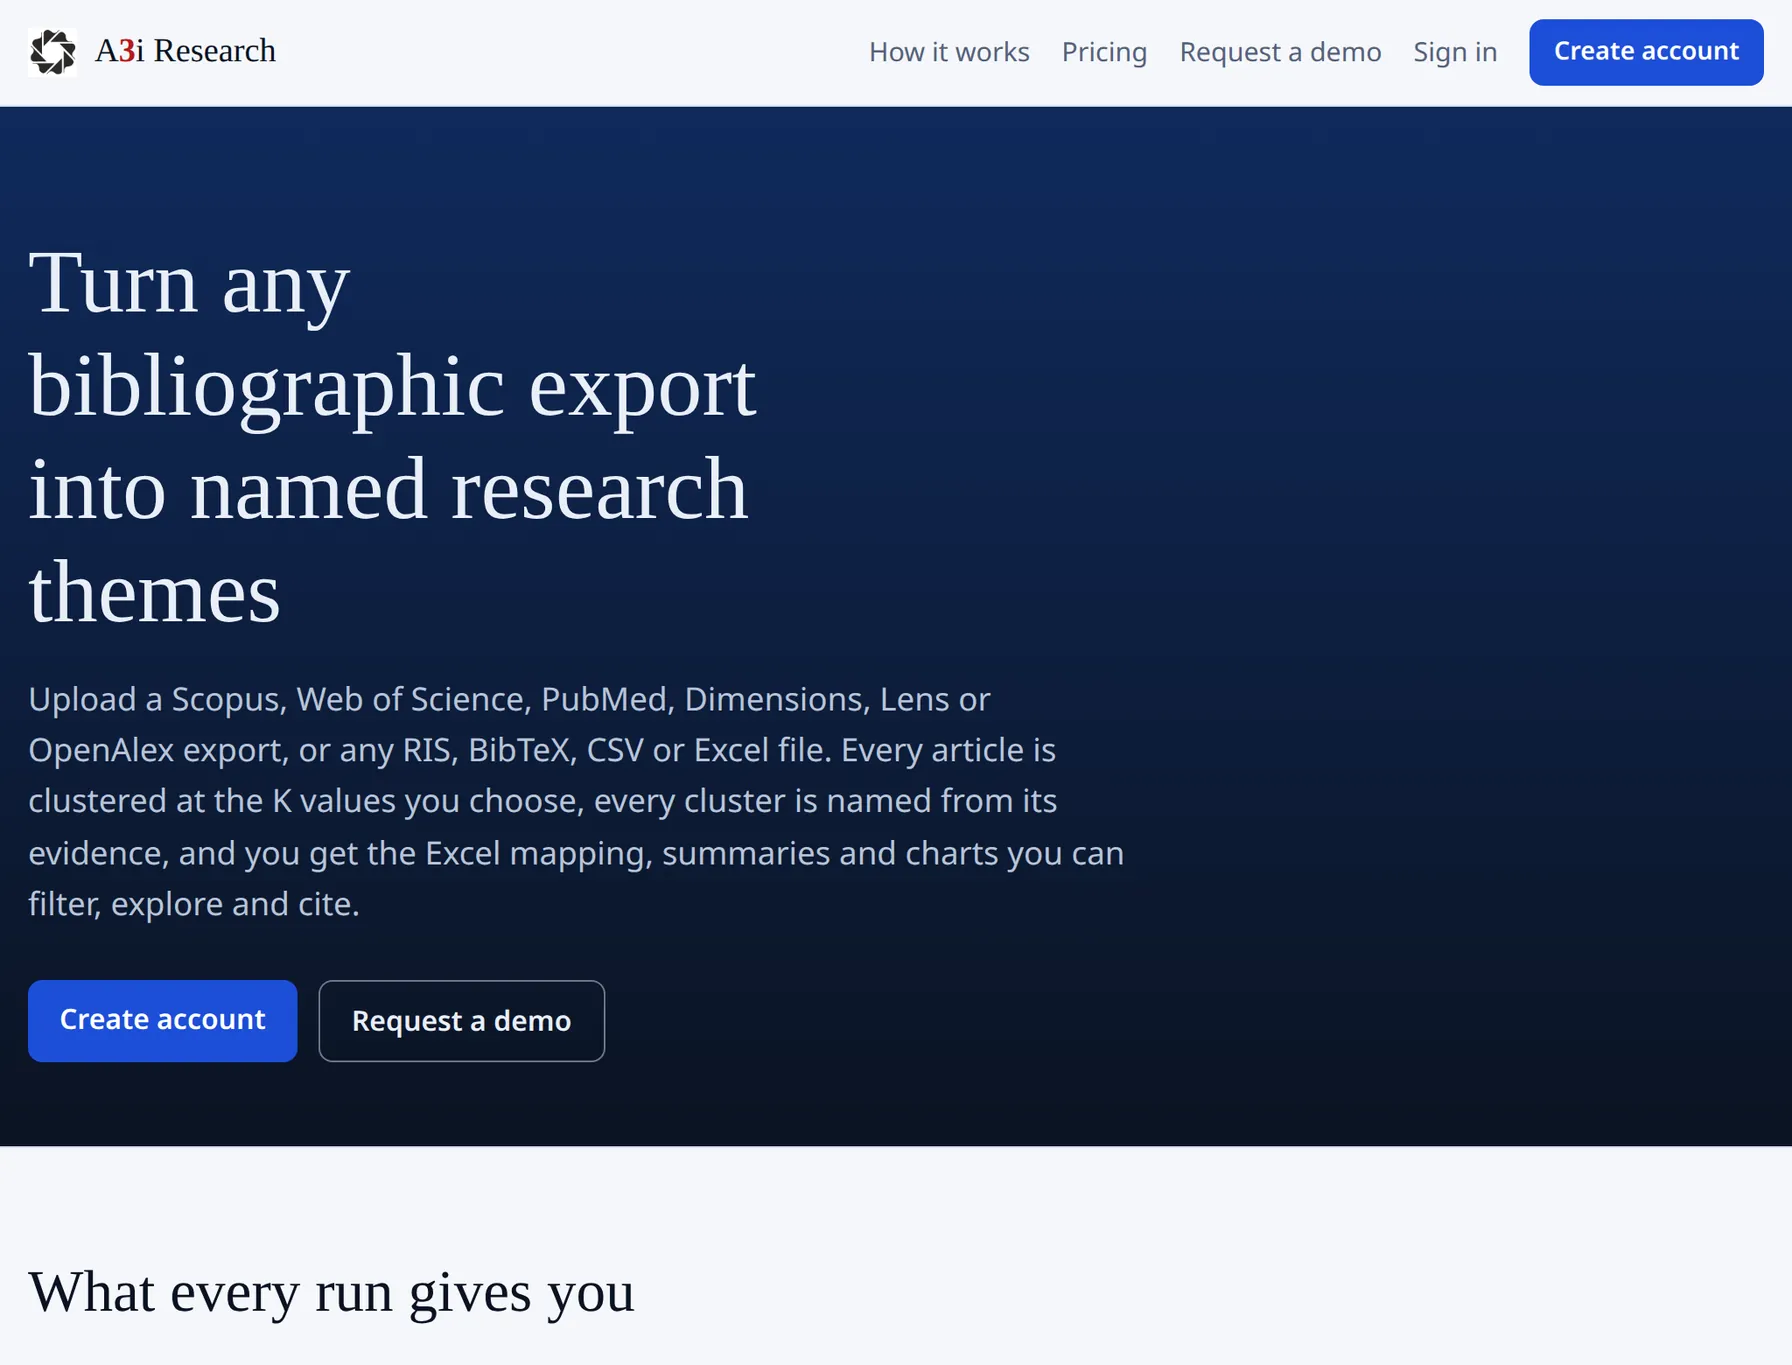 A3i Research
How it works
Pricing
Request a demo
Sign in
Create account
Turn any
bibliographic export
into named research
themes
Upload a Scopus, Web of Science, PubMed, Dimensions, Lens or
OpenAlex export, or any RIS, BibTeX, CSV or Excel file. Every article is
clustered at the K values you choose, every cluster is named from its
evidence, and you get the Excel mapping, summaries and charts you can
filter, explore and cite.
Create account
Request a demo
What every run gives you